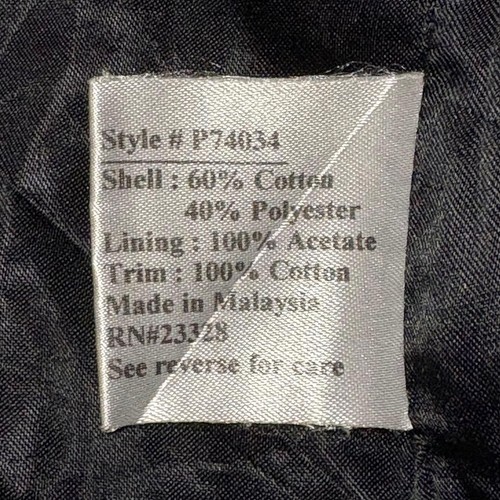 Style # P74034
Shell : 60% Cotton
40% Polyester
Lining : 100% Acetate
Trim : 100% Cotton
Made in Malaysia
RN#23328
See reverse for care